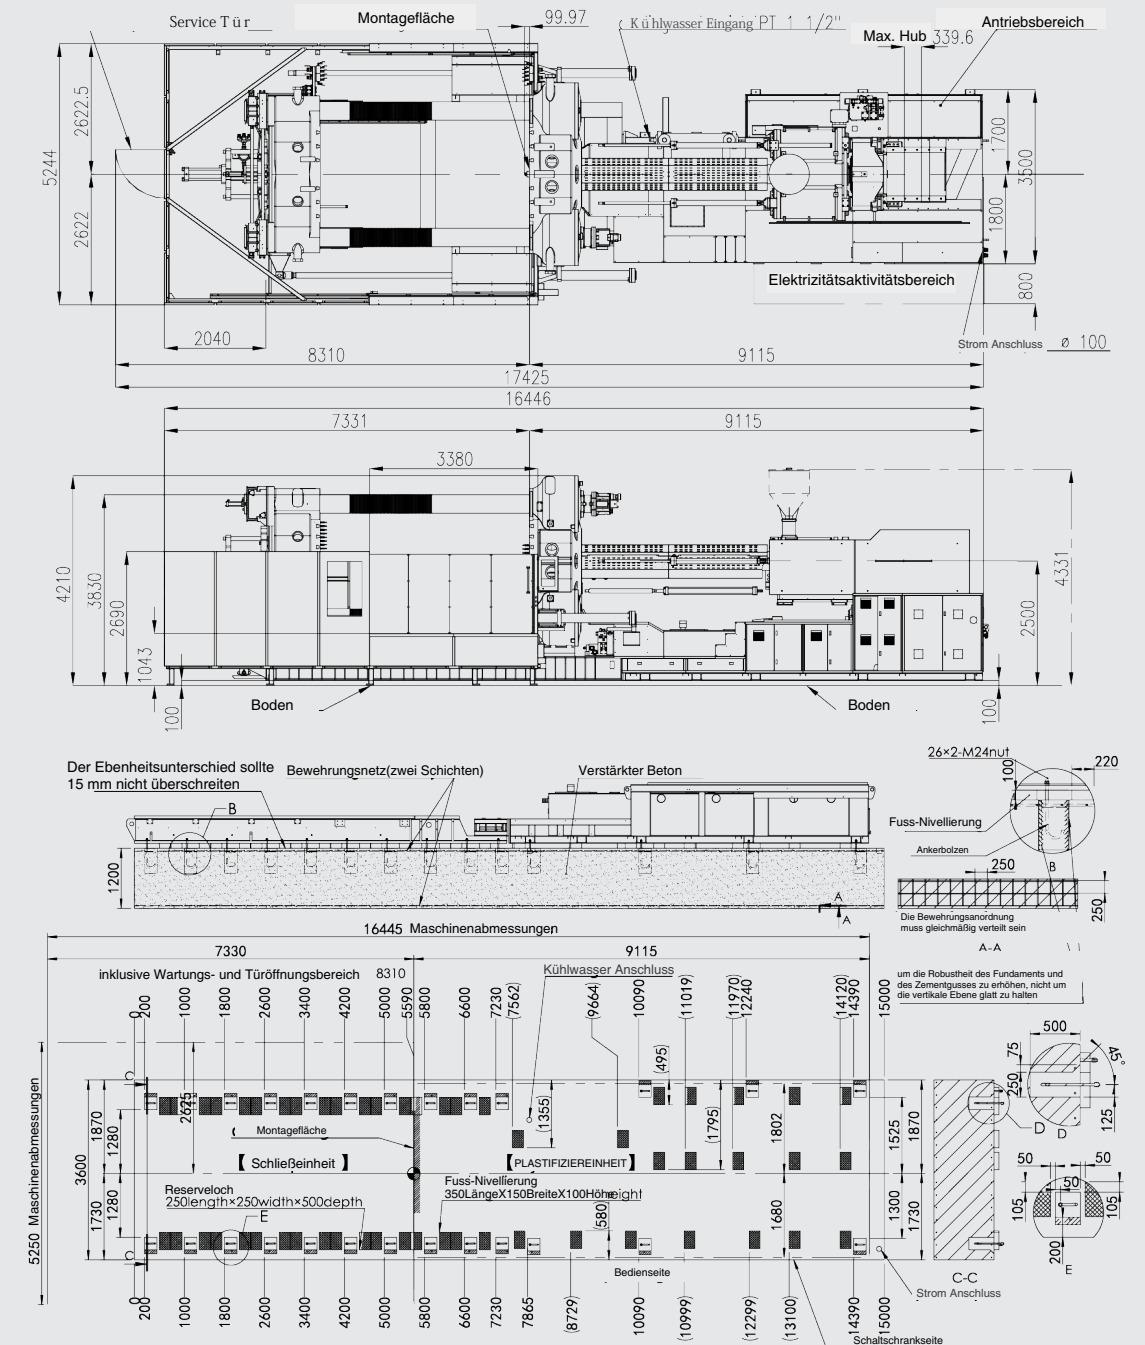 Service Tür
Montagefläche
99.97
Kühlwasser Eingang PT 1 1/2"
Max. Hub 339.6
Antriebsbereich
5244
2622.5
2622
1700
3500
1800
800
Elektrizitätsaktivitätsbereich
Strom Anschluss Ø 100
2040
8310
9115
17425
16446
7331
9115
3380
4210
3830
2690
1043
100
4331
2500
100
Boden
Boden
Der Ebenheitsunterschied sollte
15 mm nicht überschreiten
Bewehrungsnetz(zwei Schichten)
Verstärkter Beton
B
1200
A
A
26×2-M24nut
100
220
Fuss-Nivellierung
Ankerbolzen
B
250
250
Die Bewehrungsanordnung
muss gleichmäßig verteilt sein
A-A
um die Robustheit des Fundaments und
des Zementgusses zu erhöhen, nicht um
die vertikale Ebene glatt zu halten
16445 Maschinenabmessungen
7330
9115
inklusive Wartungs- und Türöffnungsbereich 8310
Kühlwasser Anschluss
0
200
1000
1800
2600
3400
4200
5000
5590
5800
6600
7230
(7562)
(9664)
10090
(11019)
(11970)
12240
(14120)
14390
15000
5250 Maschinenabmessungen
3600
1870
1730
1280
1280
2625
C
C
(1355)
(495)
(1795)
1802
1680
1525
1300
1870
1730
Montagefläche
【 Schließeinheit 】
【PLASTIFIZIEREINHEIT】
Reserveloch
250length×250width×500depth
E
Fuss-Nivellierung
350LängeX150BreiteX100Höheeight
(580)
Bedienseite
0
200
1000
1800
2600
3400
4200
5000
5800
6600
7230
7865
(8729)
10090
(10999)
(12299)
(13100)
14390
15000
Schaltschrankseite
Strom Anschluss
C-C
D
500
75
250
45°
125
D
50
50
50
105
105
200
E